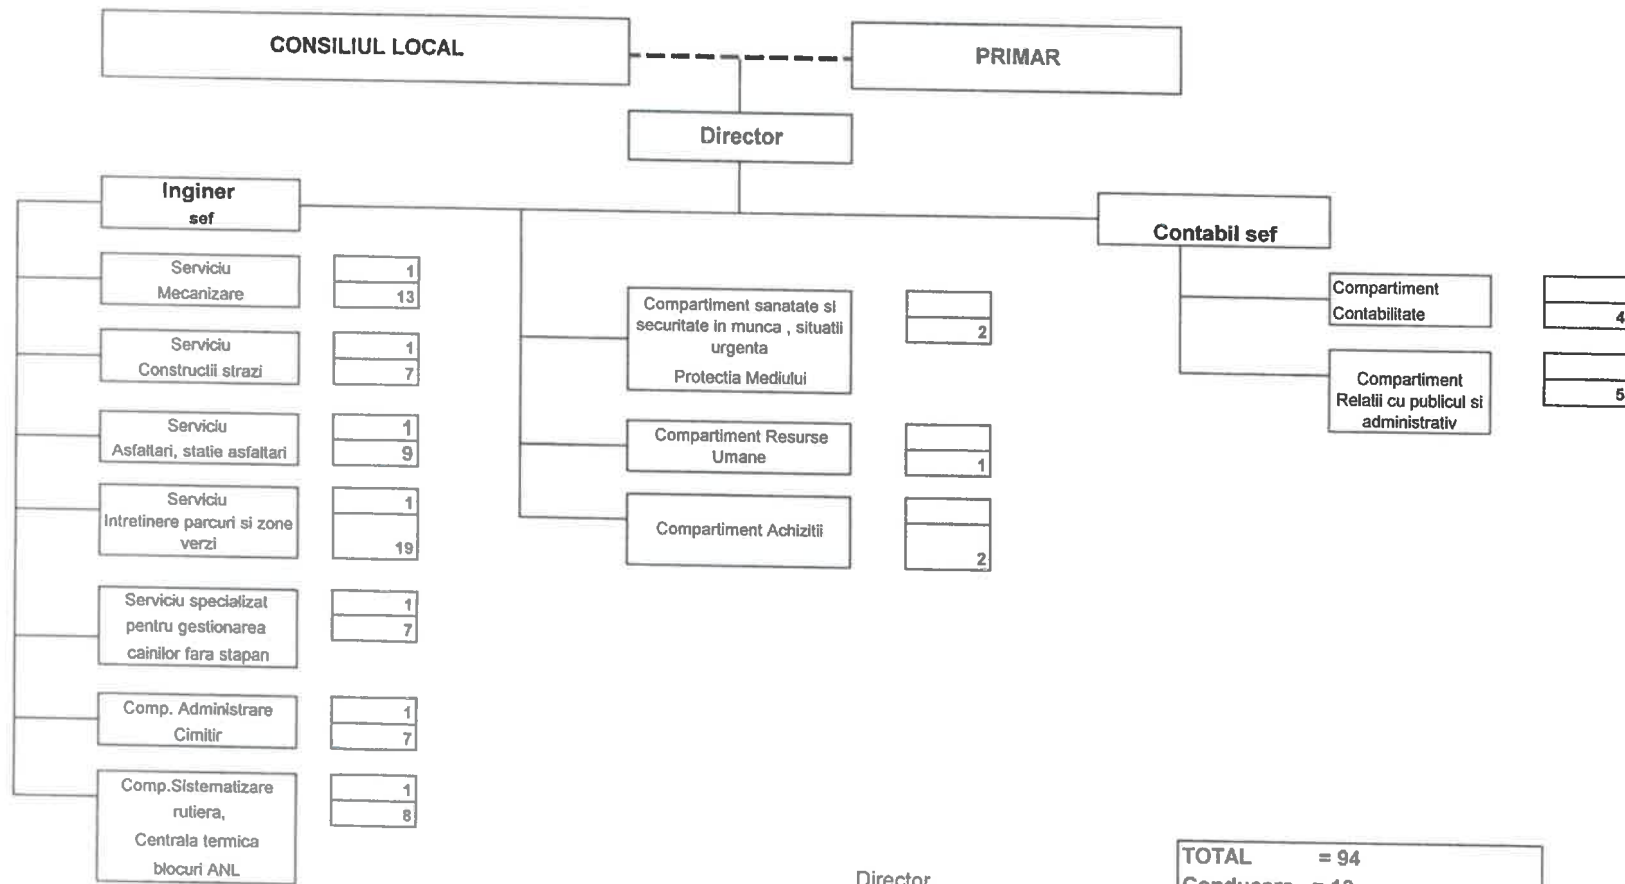 CONSILIUL LOCAL
PRIMAR
Director
Inginer
sef
Contabil sef
Serviciu
Mecanizare
1
13
Serviciu
Constructii strazi
1
7
Serviciu
Asfaltari, statie asfaltari
1
9
Serviciu
Intretinere parcuri si zone
verzi
1
19
Serviciu specializat
pentru gestionarea
cainilor fara stapan
1
7
Comp. Administrare
Cimitir
1
7
Comp.Sistematizare
rutiera,
Centrala termica
blocuri ANL
1
8
Compartiment sanatate si
securitate in munca , situatii
urgenta
Protectia Mediului
2
Compartiment Resurse
Umane
1
Compartiment Achizitii
2
Compartiment
Contabilitate
4
Compartiment
Relatii cu publicul si
administrativ
5
Director
TOTAL = 94
Conducere = 10